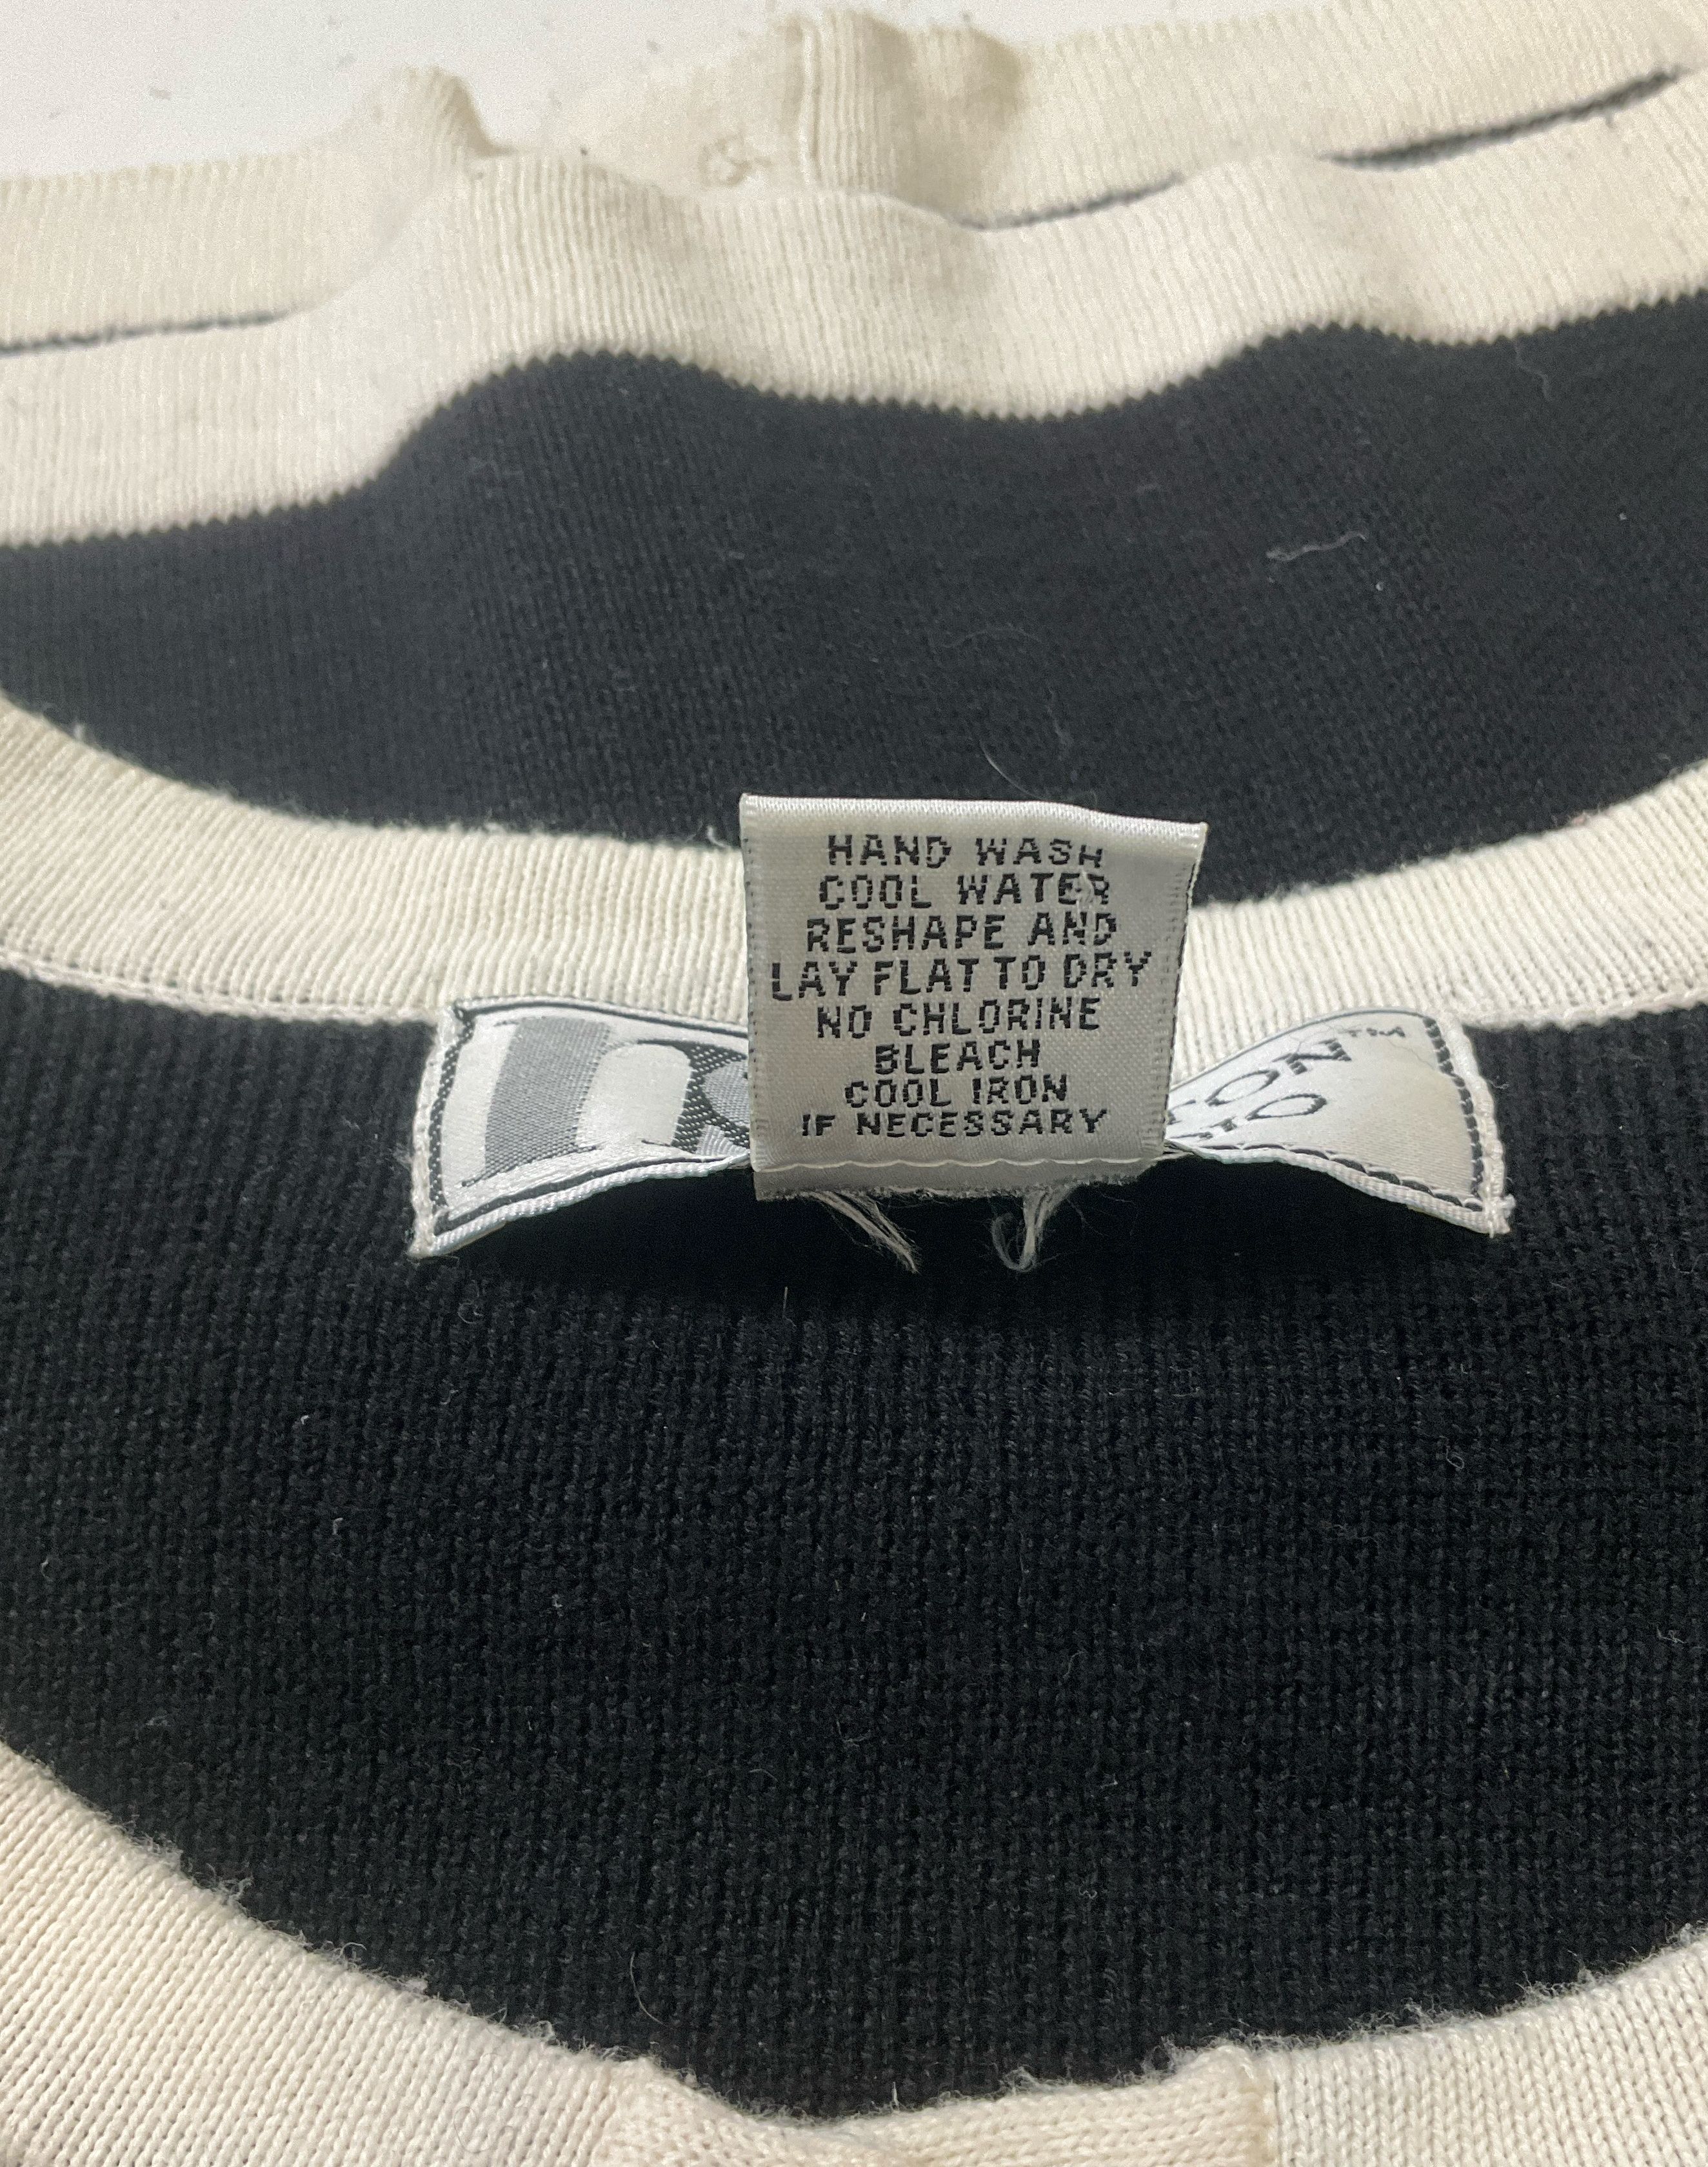 HAND WASH
COOL WATER
RESHAPE AND
LAY FLAT TO DRY
NO CHLORINE
BLEACH
COOL IRON
IF NECESSARY